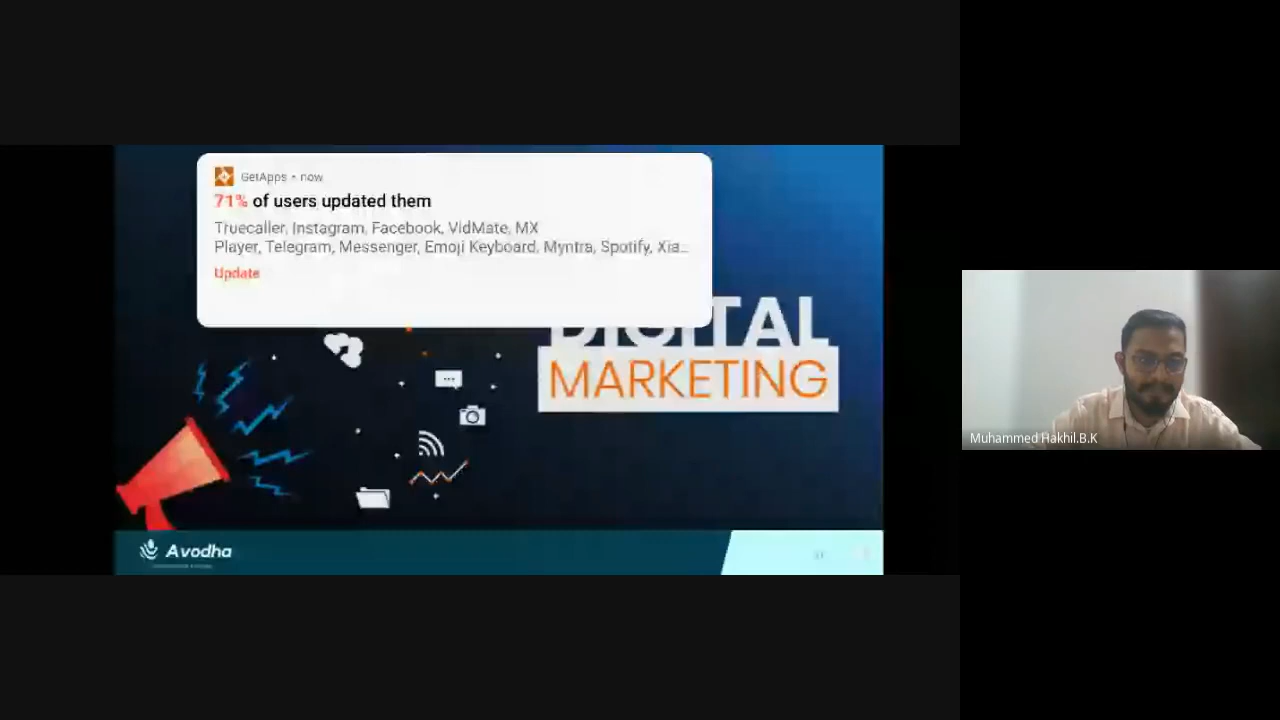 GetApps • now
71% of users updated them
Truecaller, Instagram, Facebook, VidMate, MX
Player, Telegram, Messenger, Emoji Keyboard, Myntra, Spotify, Xia...
Update
DIGITAL
MARKETING
Muhammed Hakhil.B.K
Avodha